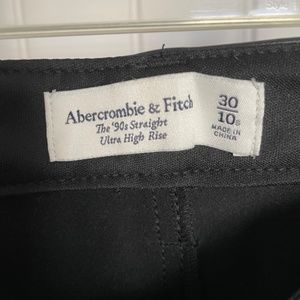 Abercrombie & Fitch
The '90s Straight
Ultra High Rise
30
10s
MADE IN
CHINA